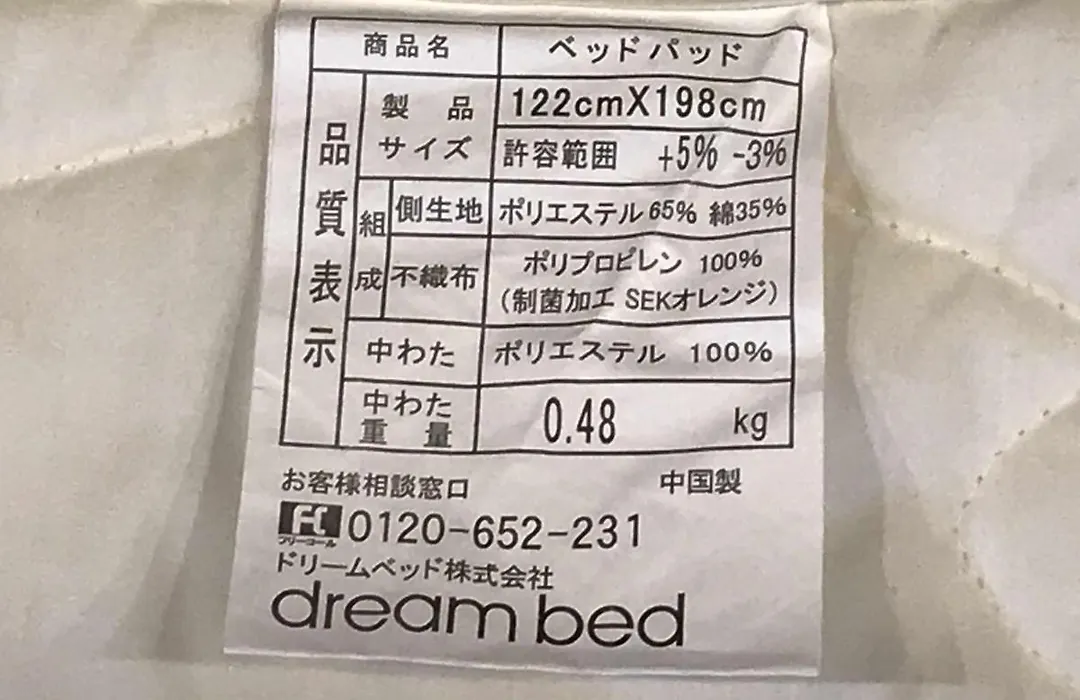 商品名 ベッドパッド
品質表示
製品サイズ 122cmX198cm
許容範囲 +5% -3%
組成 側生地 ポリエステル65% 綿35%
不織布 ポリプロピレン 100%
(制菌加工 SEKオレンジ)
中わた ポリエステル 100%
中わた重量 0.48 kg
お客様相談窓口 中国製
FC フリーコール 0120-652-231
ドリームベッド株式会社
dream bed